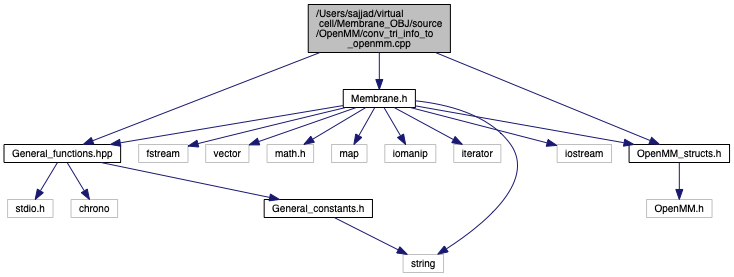 /Users/sajjad/virtual
cell/Membrane_OBJ/source
/OpenMM/conv_tri_info_to
_openmm.cpp
Membrane.h
General_functions.hpp
fstream
vector
math.h
map
iomanip
iterator
iostream
OpenMM_structs.h
stdio.h
chrono
General_constants.h
OpenMM.h
string